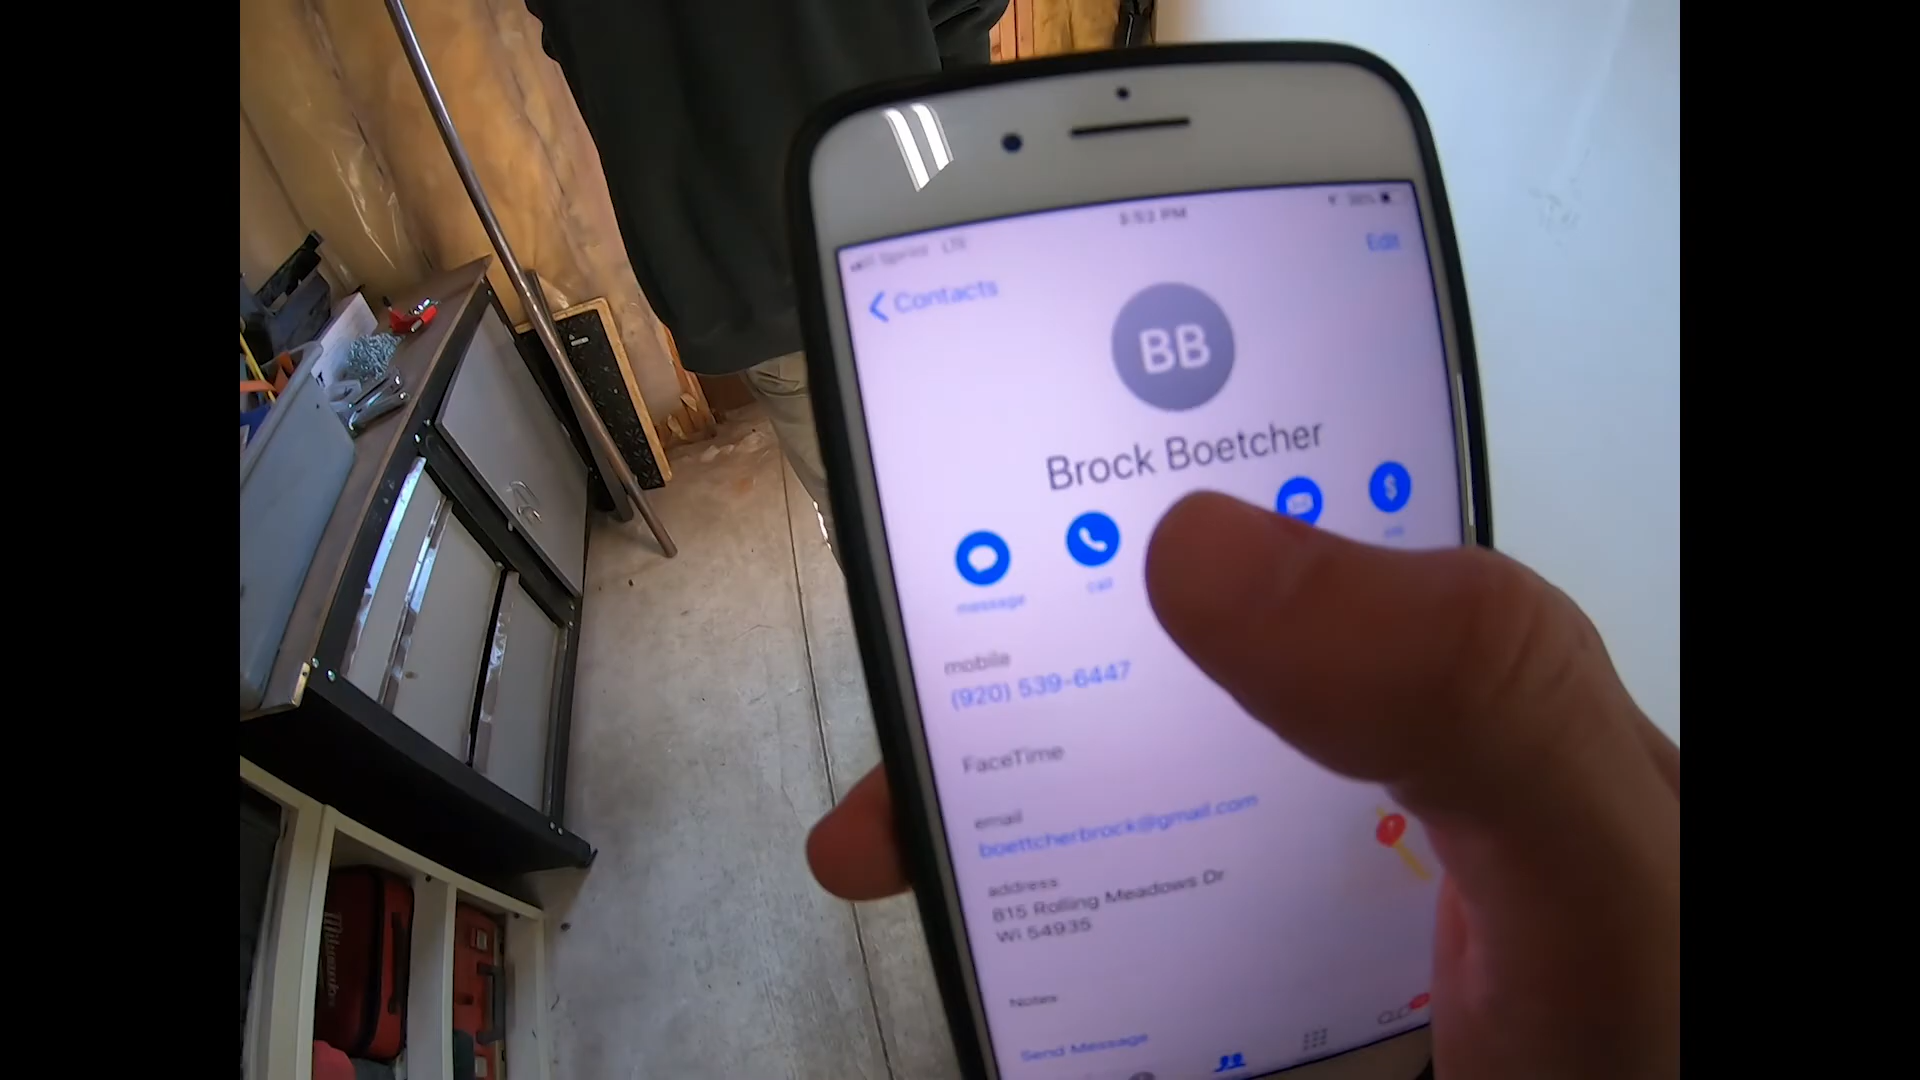 Sprint LTE
3:53 PM
Contacts
Edit
BB
Brock Boetcher
message
call
mobile
(920) 539-6447
FaceTime
email
boettcherbrock@gmail.com
address
815 Rolling Meadows Dr
Wi 54935
Notes
Send Message
Milwaukee